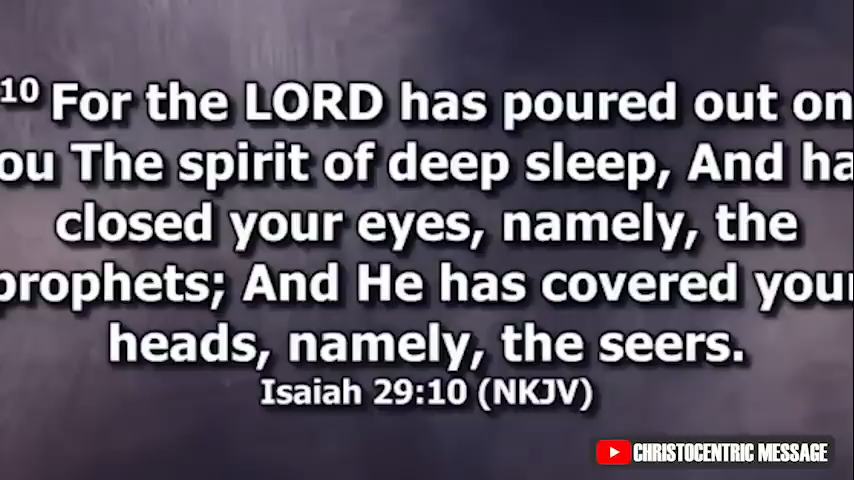 10 For the LORD has poured out on
ou The spirit of deep sleep, And ha
closed your eyes, namely, the
prophets; And He has covered your
heads, namely, the seers.
Isaiah 29:10 (NKJV)
CHRISTOCENTRIC MESSAGE